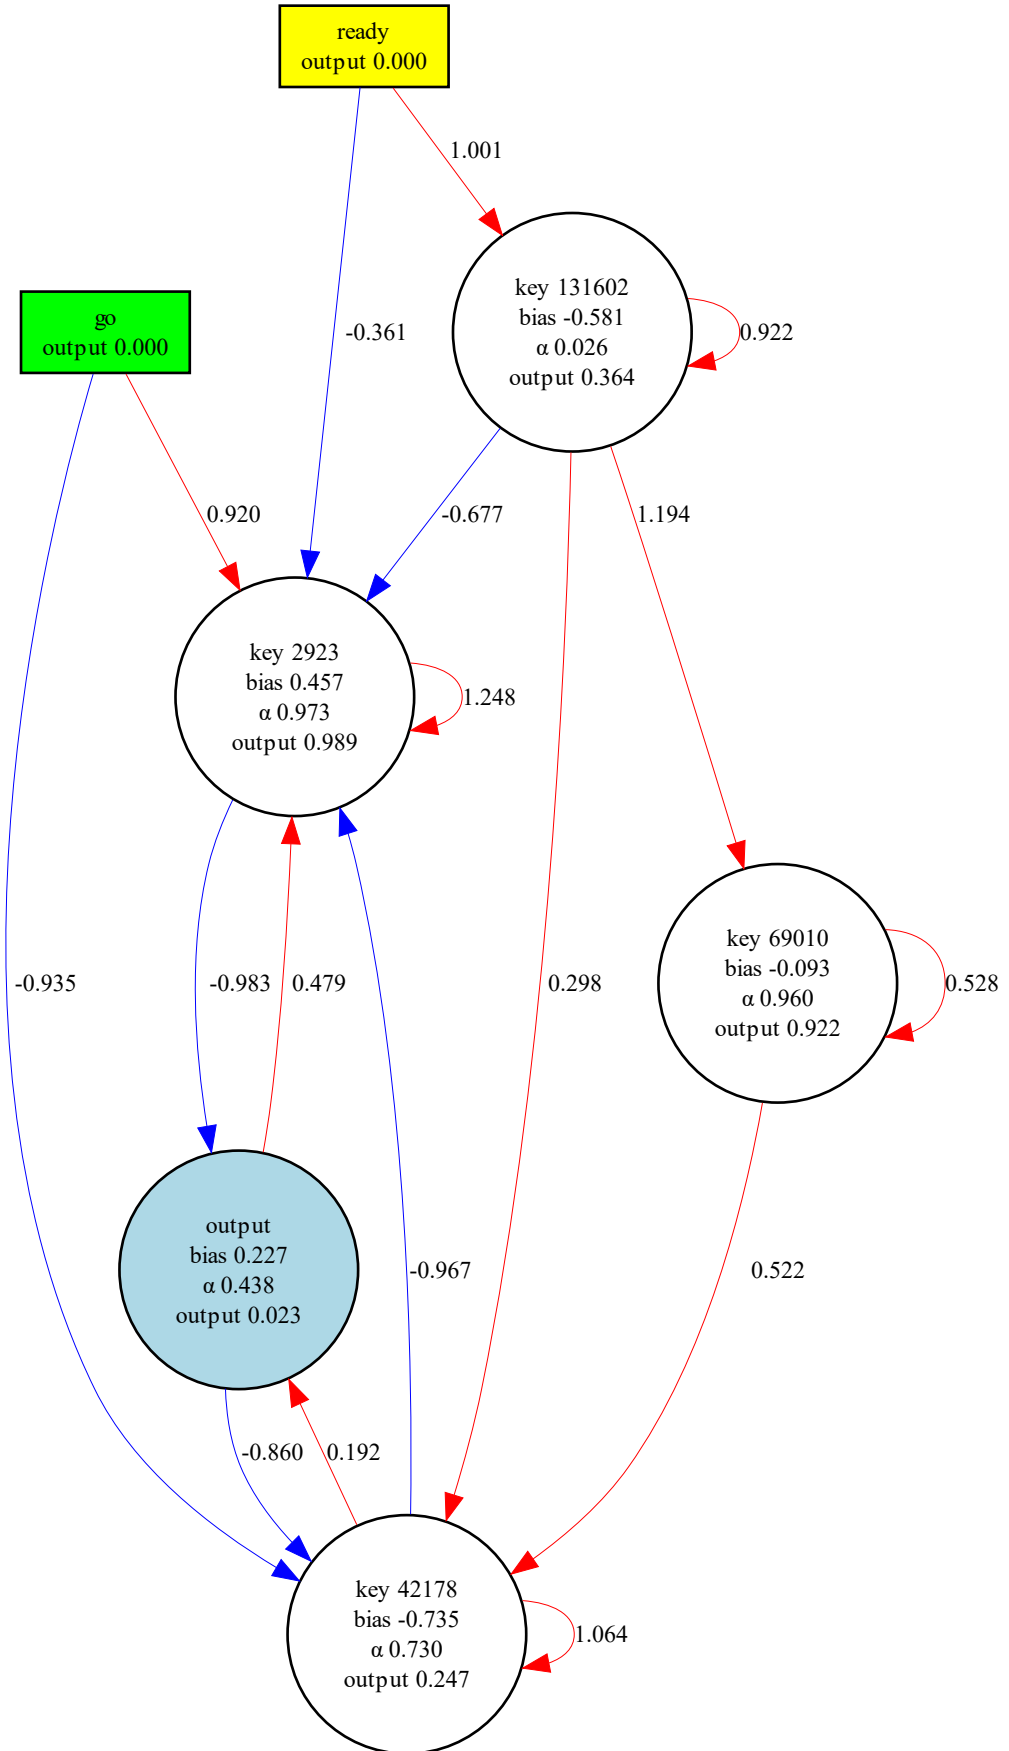 ready
output 0.000
1.001
key 131602
bias -0.581
α 0.026
output 0.364
0.922
go
output 0.000
-0.361
0.920
-0.677
1.194
key 2923
bias 0.457
α 0.973
output 0.989
1.248
key 69010
bias -0.093
α 0.960
output 0.922
0.528
-0.935
-0.983
0.479
0.298
output
bias 0.227
α 0.438
output 0.023
-0.967
0.522
-0.860
0.192
key 42178
bias -0.735
α 0.730
output 0.247
1.064